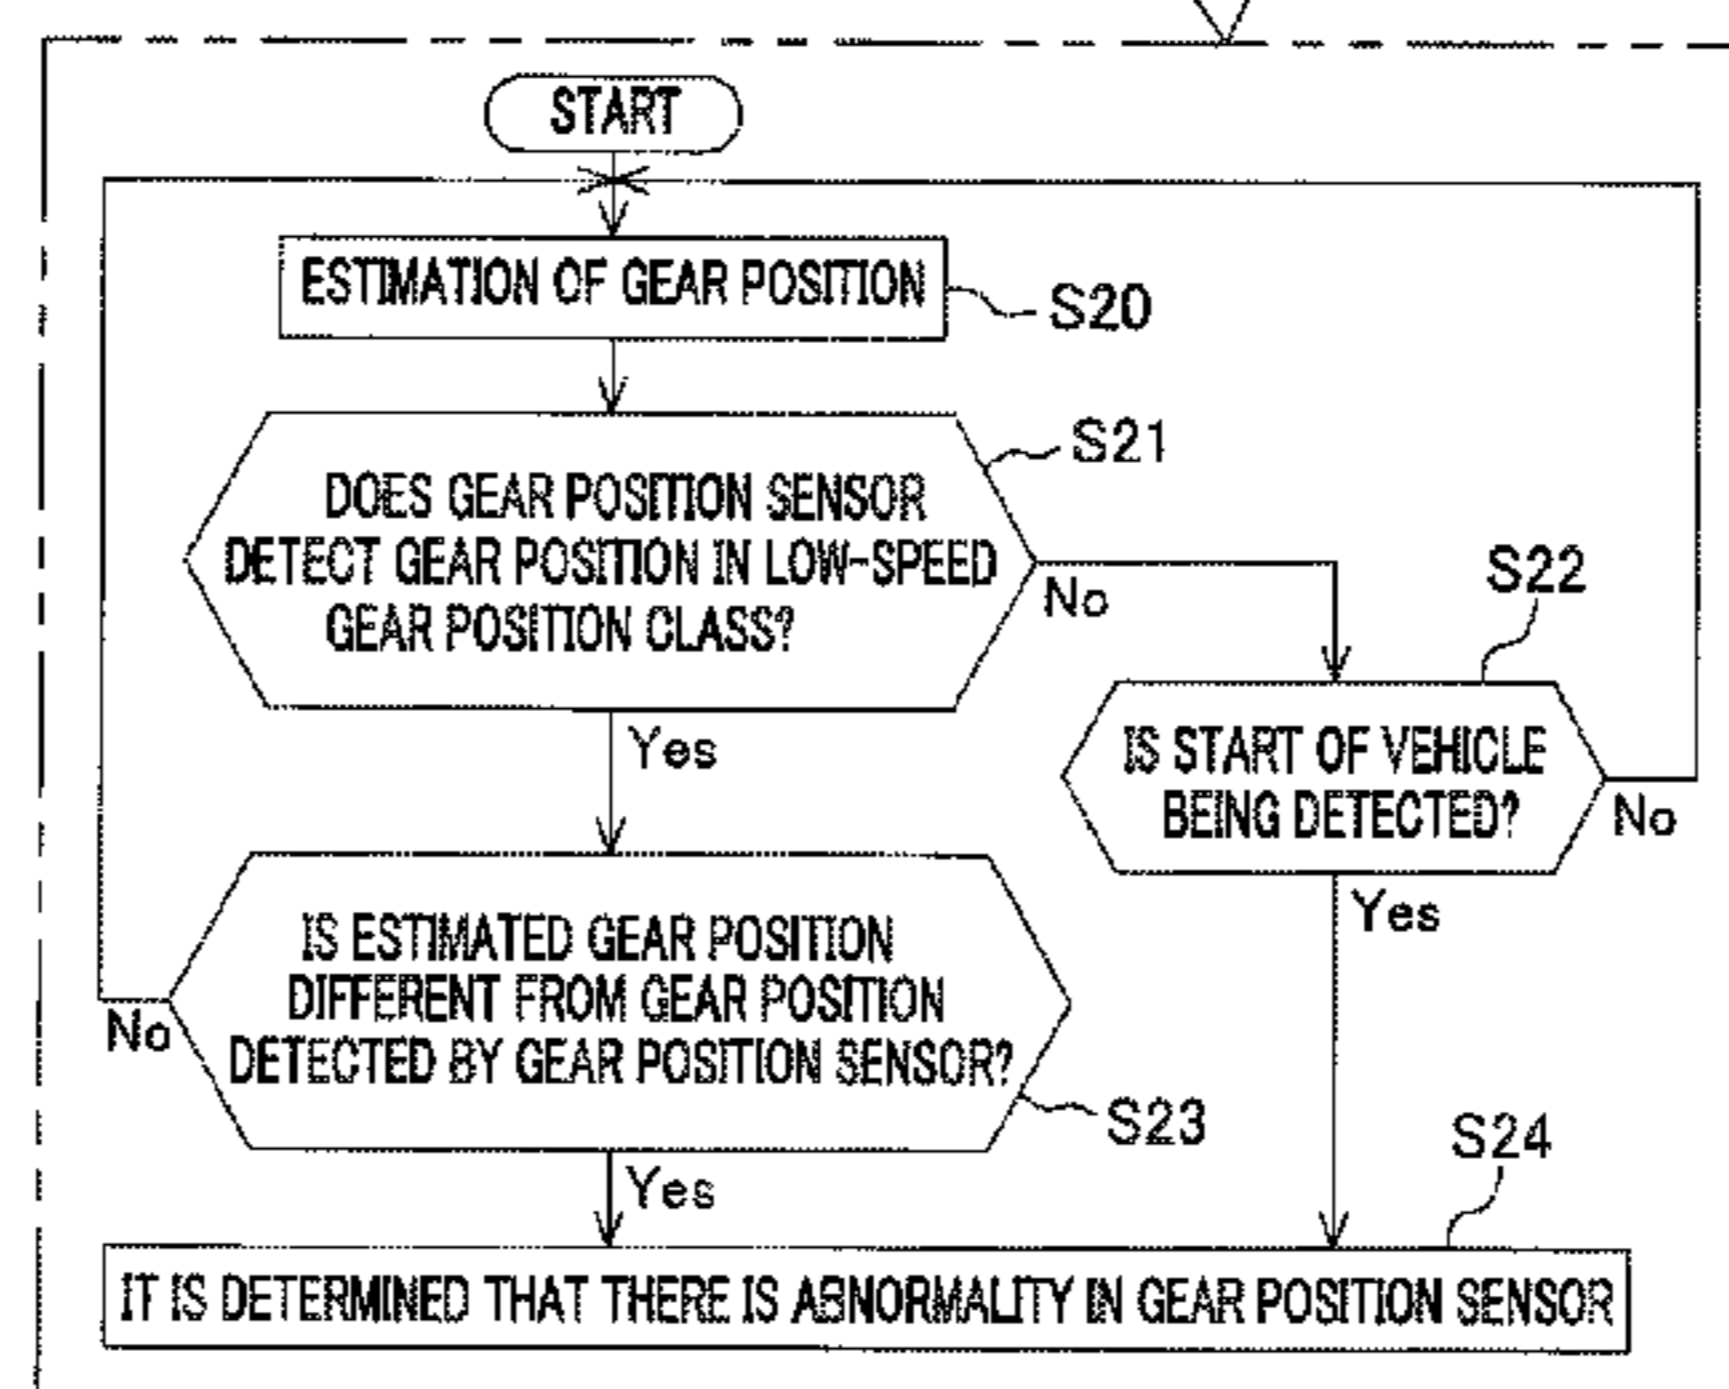 START
ESTIMATION OF GEAR POSITION
S20
S21
DOES GEAR POSITION SENSOR
DETECT GEAR POSITION IN LOW-SPEED
GEAR POSITION CLASS?
No
Yes
S22
IS START OF VEHICLE
BEING DETECTED?
No
Yes
IS ESTIMATED GEAR POSITION
DIFFERENT FROM GEAR POSITION
DETECTED BY GEAR POSITION SENSOR?
No
S23
Yes
S24
IT IS DETERMINED THAT THERE IS ABNORMALITY IN GEAR POSITION SENSOR